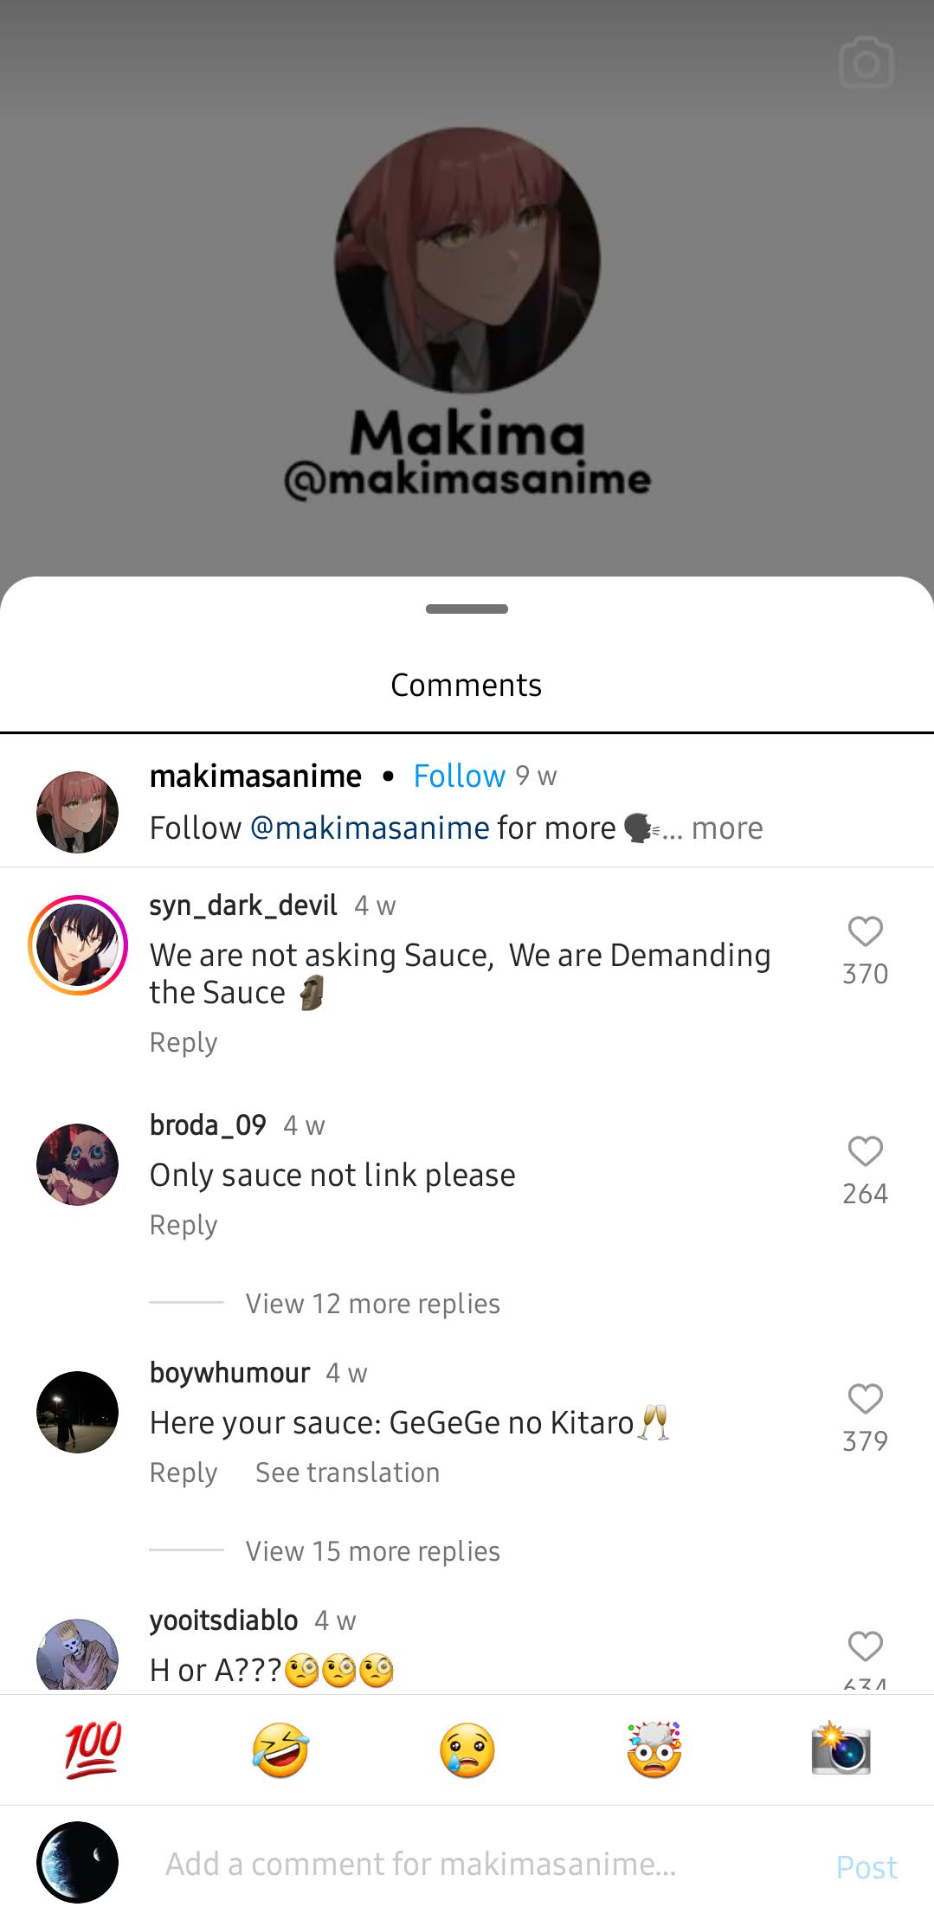 Makima
@makimasanime
Comments
makimasanime • Follow 9 w
Follow @makimasanime for more 🗣️... more
syn_dark_devil 4 w
We are not asking Sauce,  We are Demanding
the Sauce 🗿
370
Reply
broda_09 4 w
Only sauce not link please
264
Reply
View 12 more replies
boywhumour 4 w
Here your sauce: GeGeGe no Kitaro🥂
379
Reply See translation
View 15 more replies
yooitsdiablo 4 w
H or A???🧐🧐🧐
634
💯 🤣 😢 🤯 📸
Add a comment for makimasanime... Post